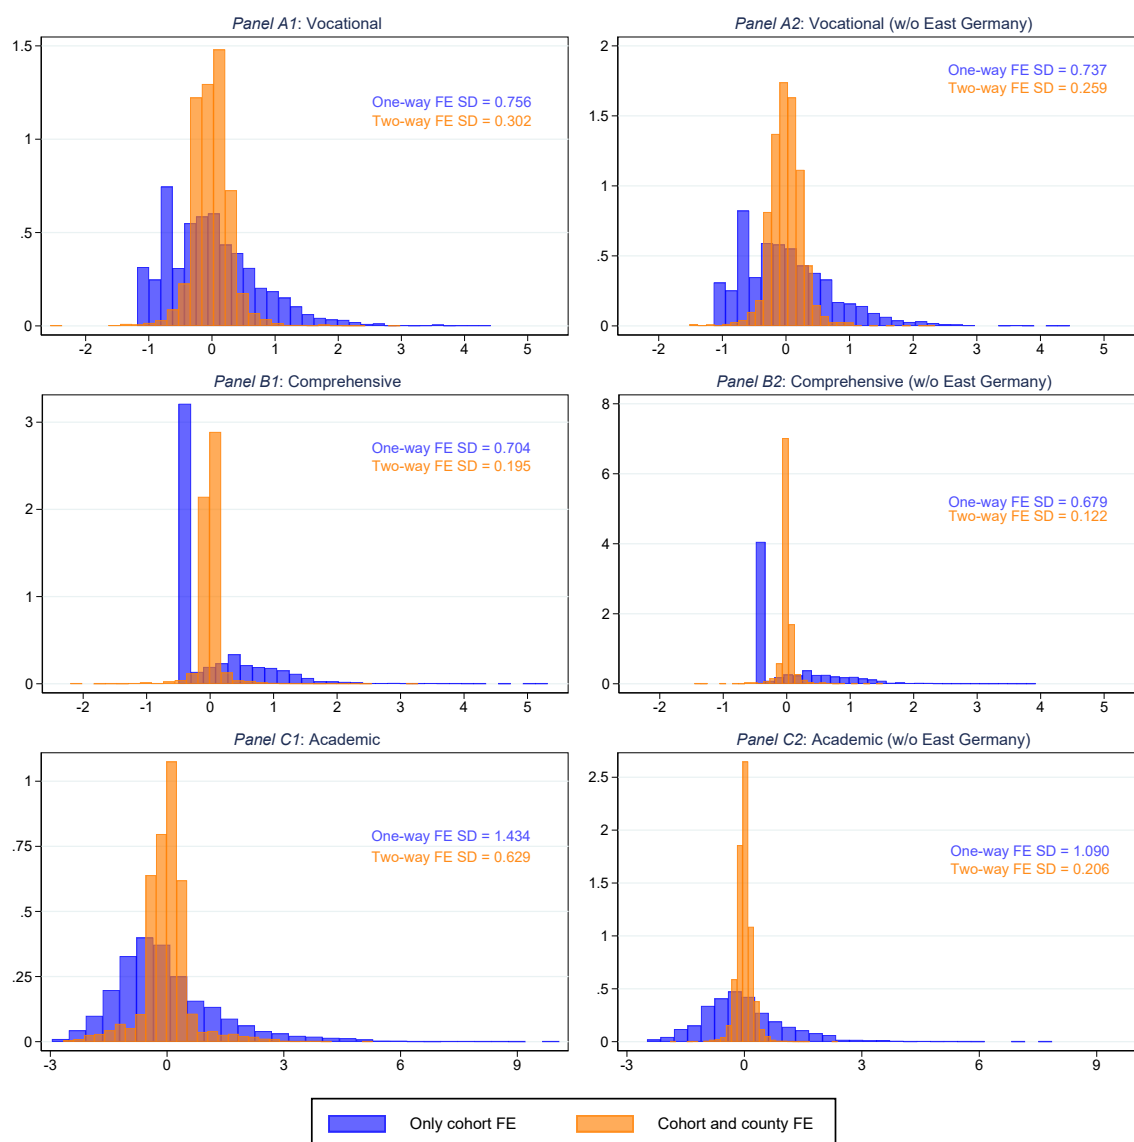 Panel A1: Vocational
1.5
1
.5
0
One-way FE SD = 0.756
Two-way FE SD = 0.302
-2 -1 0 1 2 3 4 5
Panel A2: Vocational (w/o East Germany)
2
1.5
1
.5
0
One-way FE SD = 0.737
Two-way FE SD = 0.259
-2 -1 0 1 2 3 4 5
Panel B1: Comprehensive
3
2
1
0
One-way FE SD = 0.704
Two-way FE SD = 0.195
-2 -1 0 1 2 3 4 5
Panel B2: Comprehensive (w/o East Germany)
8
6
4
2
0
One-way FE SD = 0.679
Two-way FE SD = 0.122
-2 -1 0 1 2 3 4 5
Panel C1: Academic
1
.75
.5
.25
0
One-way FE SD = 1.434
Two-way FE SD = 0.629
-3 0 3 6 9
Panel C2: Academic (w/o East Germany)
2.5
2
1.5
1
.5
0
One-way FE SD = 1.090
Two-way FE SD = 0.206
-3 0 3 6 9
Only cohort FE
Cohort and county FE